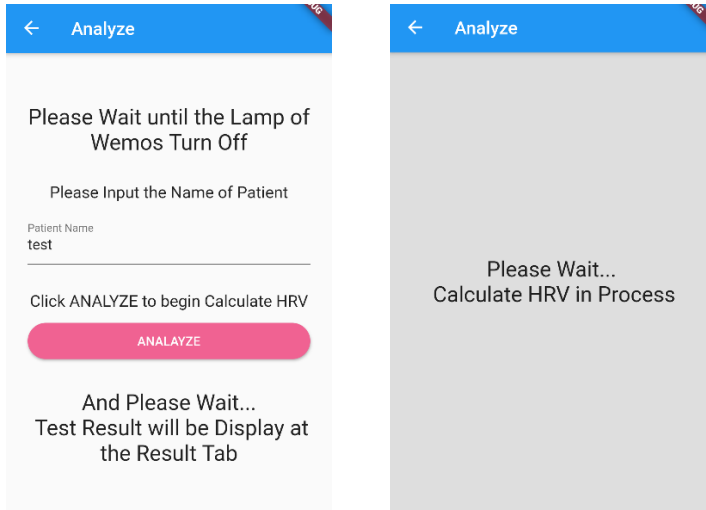 Analyze
Please Wait until the Lamp of
Wemos Turn Off
Please Input the Name of Patient
Patient Name
test
Click ANALYZE to begin Calculate HRV
ANALAYZE
And Please Wait...
Test Result will be Display at
the Result Tab
Analyze
Please Wait...
Calculate HRV in Process